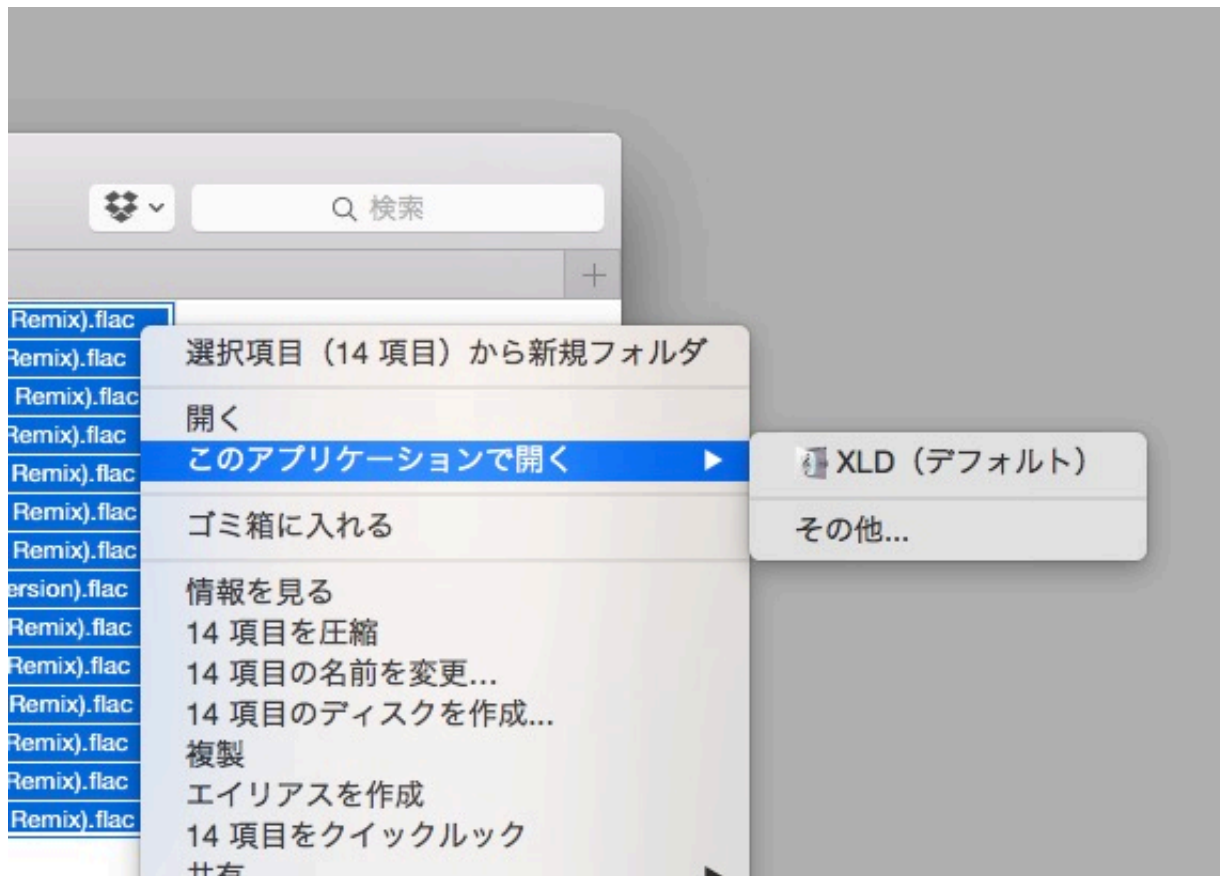 検索
Remix).flac
Remix).flac
Remix).flac
Remix).flac
Remix).flac
Remix).flac
Remix).flac
ersion).flac
Remix).flac
Remix).flac
Remix).flac
Remix).flac
Remix).flac
Remix).flac
選択項目（14 項目）から新規フォルダ
開く
このアプリケーションで開く
ゴミ箱に入れる
情報を見る
14 項目を圧縮
14 項目の名前を変更...
14 項目のディスクを作成...
複製
エイリアスを作成
14 項目をクイックルック
共有
XLD（デフォルト）
その他...